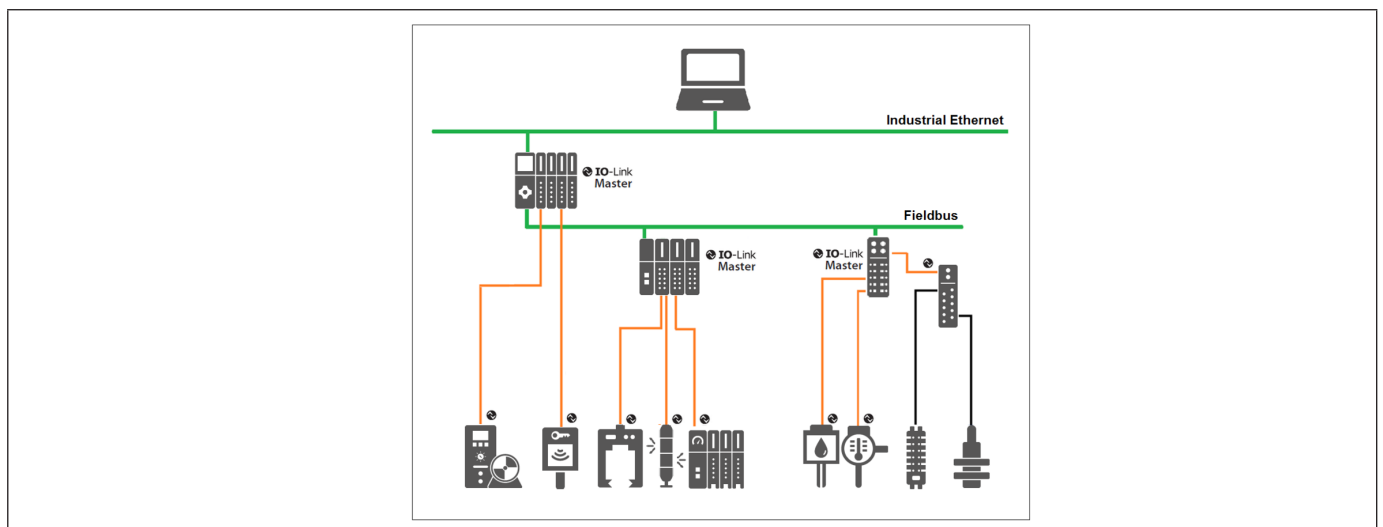 Industrial Ethernet
IO-Link
Master
Fieldbus
IO-Link
Master
IO-Link
Master